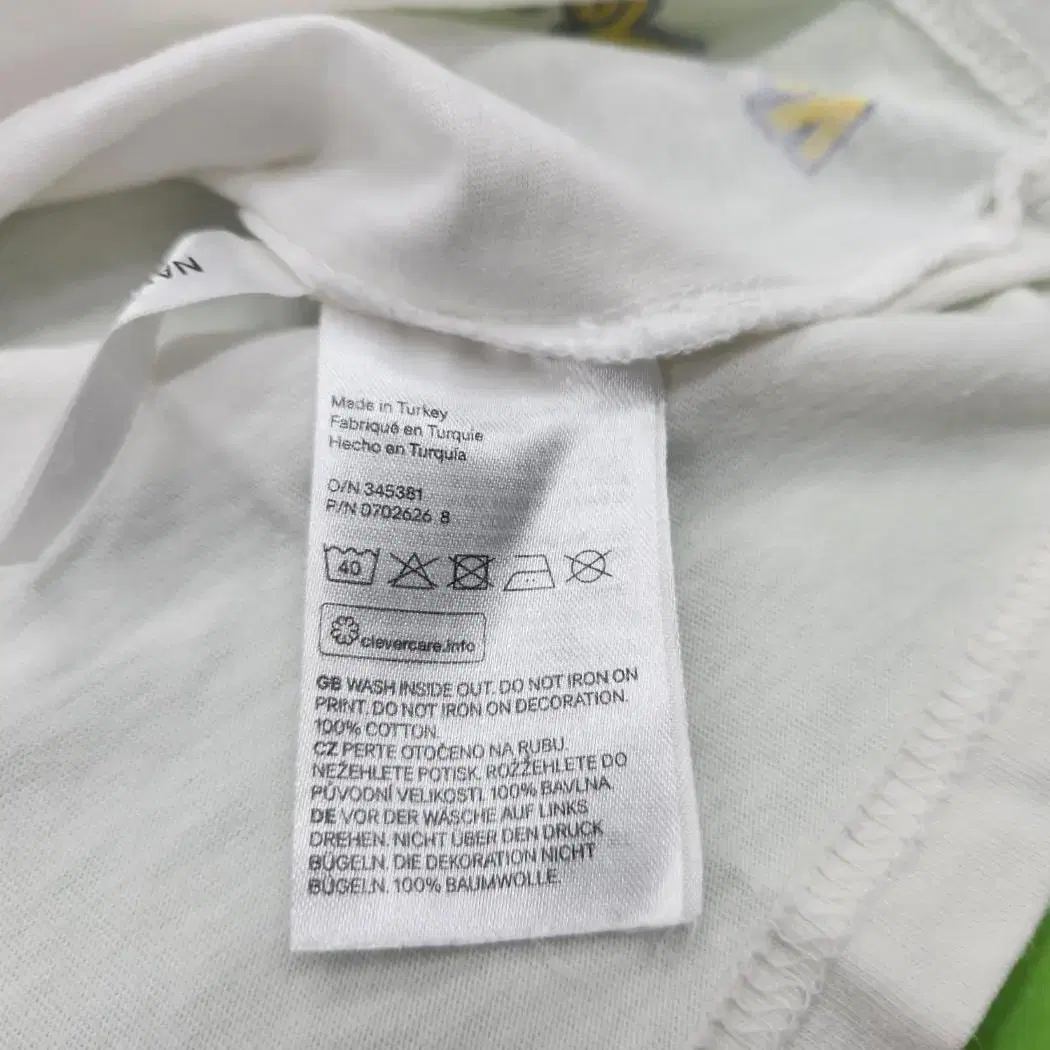 NA
Made in Turkey
Fabriqué en Turquie
Hecho en Turquía
O/N 345381
P/N 0702626 8
40
clevercare.info
GB WASH INSIDE OUT. DO NOT IRON ON
PRINT. DO NOT IRON ON DECORATION.
100% COTTON.
CZ PERTE OTOČENO NA RUBU.
NEŽEHLETE POTISK. ROZŽEHLETE DO
PŮVODNÍ VELIKOSTI. 100% BAVLNA
DE VOR DER WÄSCHE AUF LINKS
DREHEN. NICHT ÜBER DEN DRUCK
BÜGELN. DIE DEKORATION NICHT
BÜGELN. 100% BAUMWOLLE.